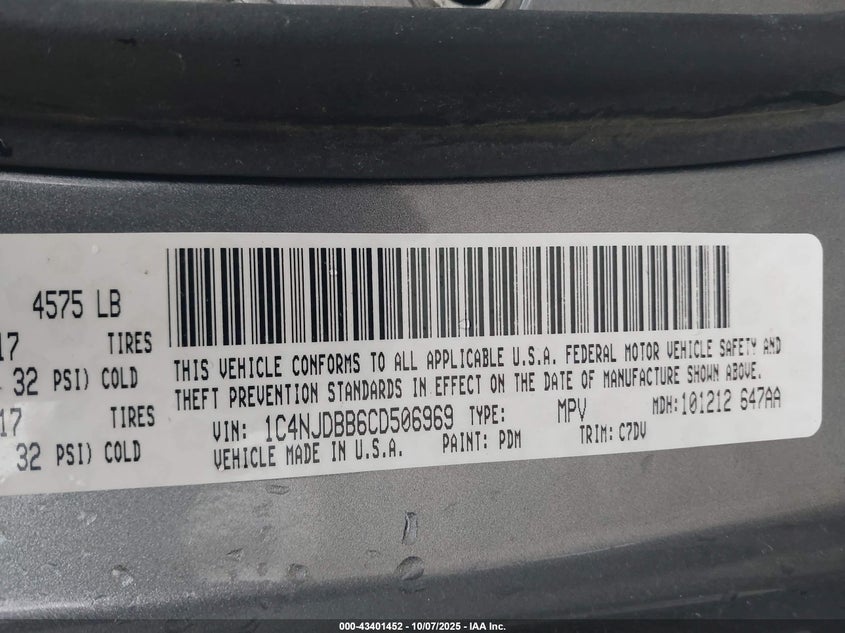 4575 LB
17 TIRES
32 PSI) COLD
17 TIRES
32 PSI) COLD
THIS VEHICLE CONFORMS TO ALL APPLICABLE U.S.A. FEDERAL MOTOR VEHICLE SAFETY AND
THEFT PREVENTION STANDARDS IN EFFECT ON THE DATE OF MANUFACTURE SHOWN ABOVE.
VIN: 1C4NJDBB6CD506969 TYPE: MPV MDH:101212 647AA
VEHICLE MADE IN U.S.A. PAINT: PDM TRIM: C7DV
000-43401452 - 10/07/2025 - IAA Inc.